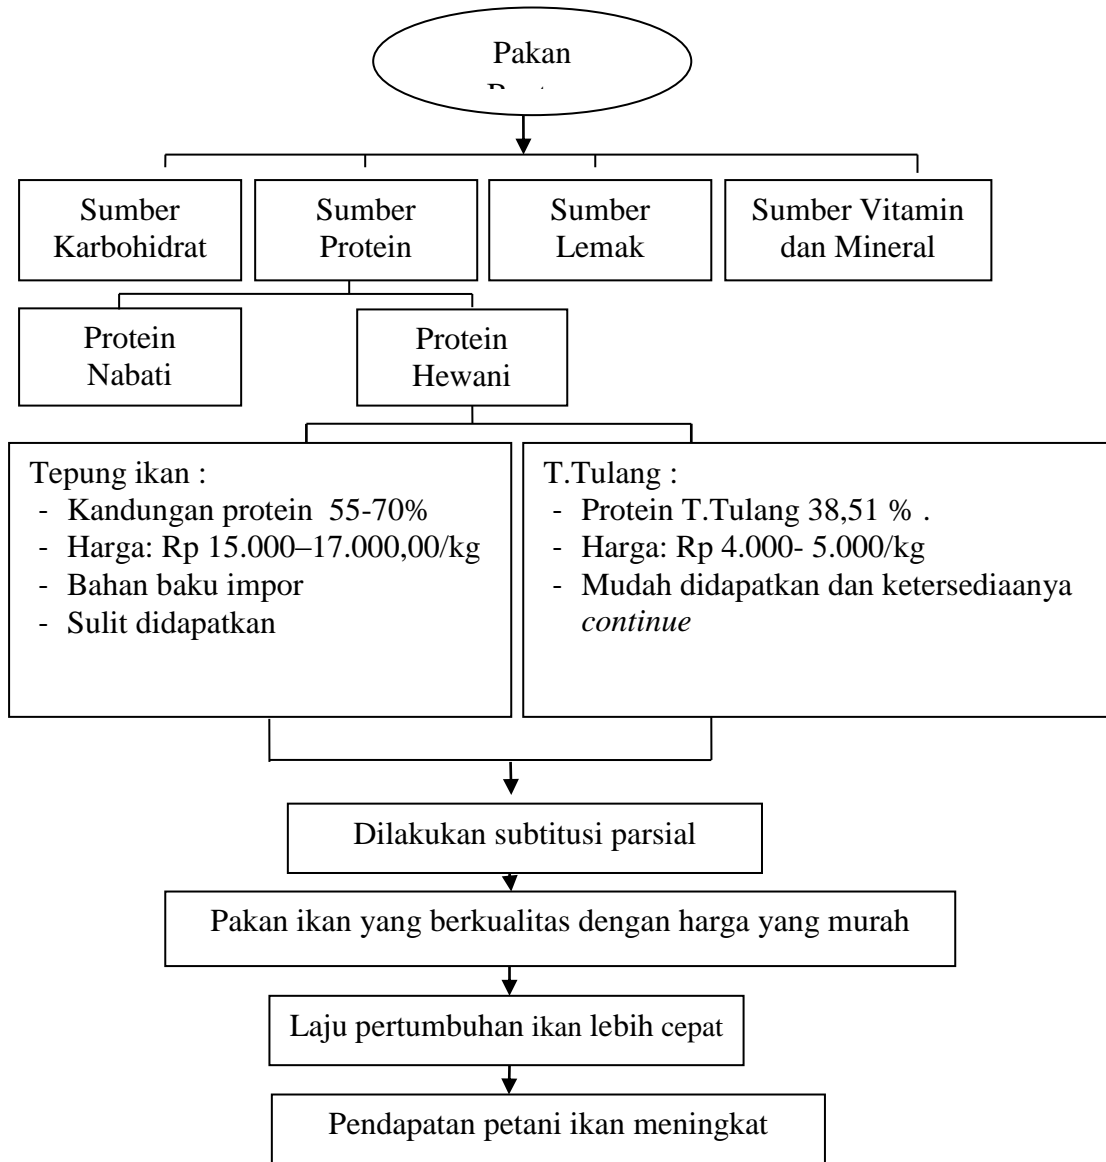 Pakan
Sumber
Karbohidrat
Sumber
Protein
Sumber
Lemak
Sumber Vitamin
dan Mineral
Protein
Nabati
Protein
Hewani
Tepung ikan :
- Kandungan protein 55-70%
- Harga: Rp 15.000–17.000,00/kg
- Bahan baku impor
- Sulit didapatkan
T.Tulang :
- Protein T.Tulang 38,51 % .
- Harga: Rp 4.000- 5.000/kg
- Mudah didapatkan dan ketersediaanya
continue
Dilakukan subtitusi parsial
Pakan ikan yang berkualitas dengan harga yang murah
Laju pertumbuhan ikan lebih cepat
Pendapatan petani ikan meningkat